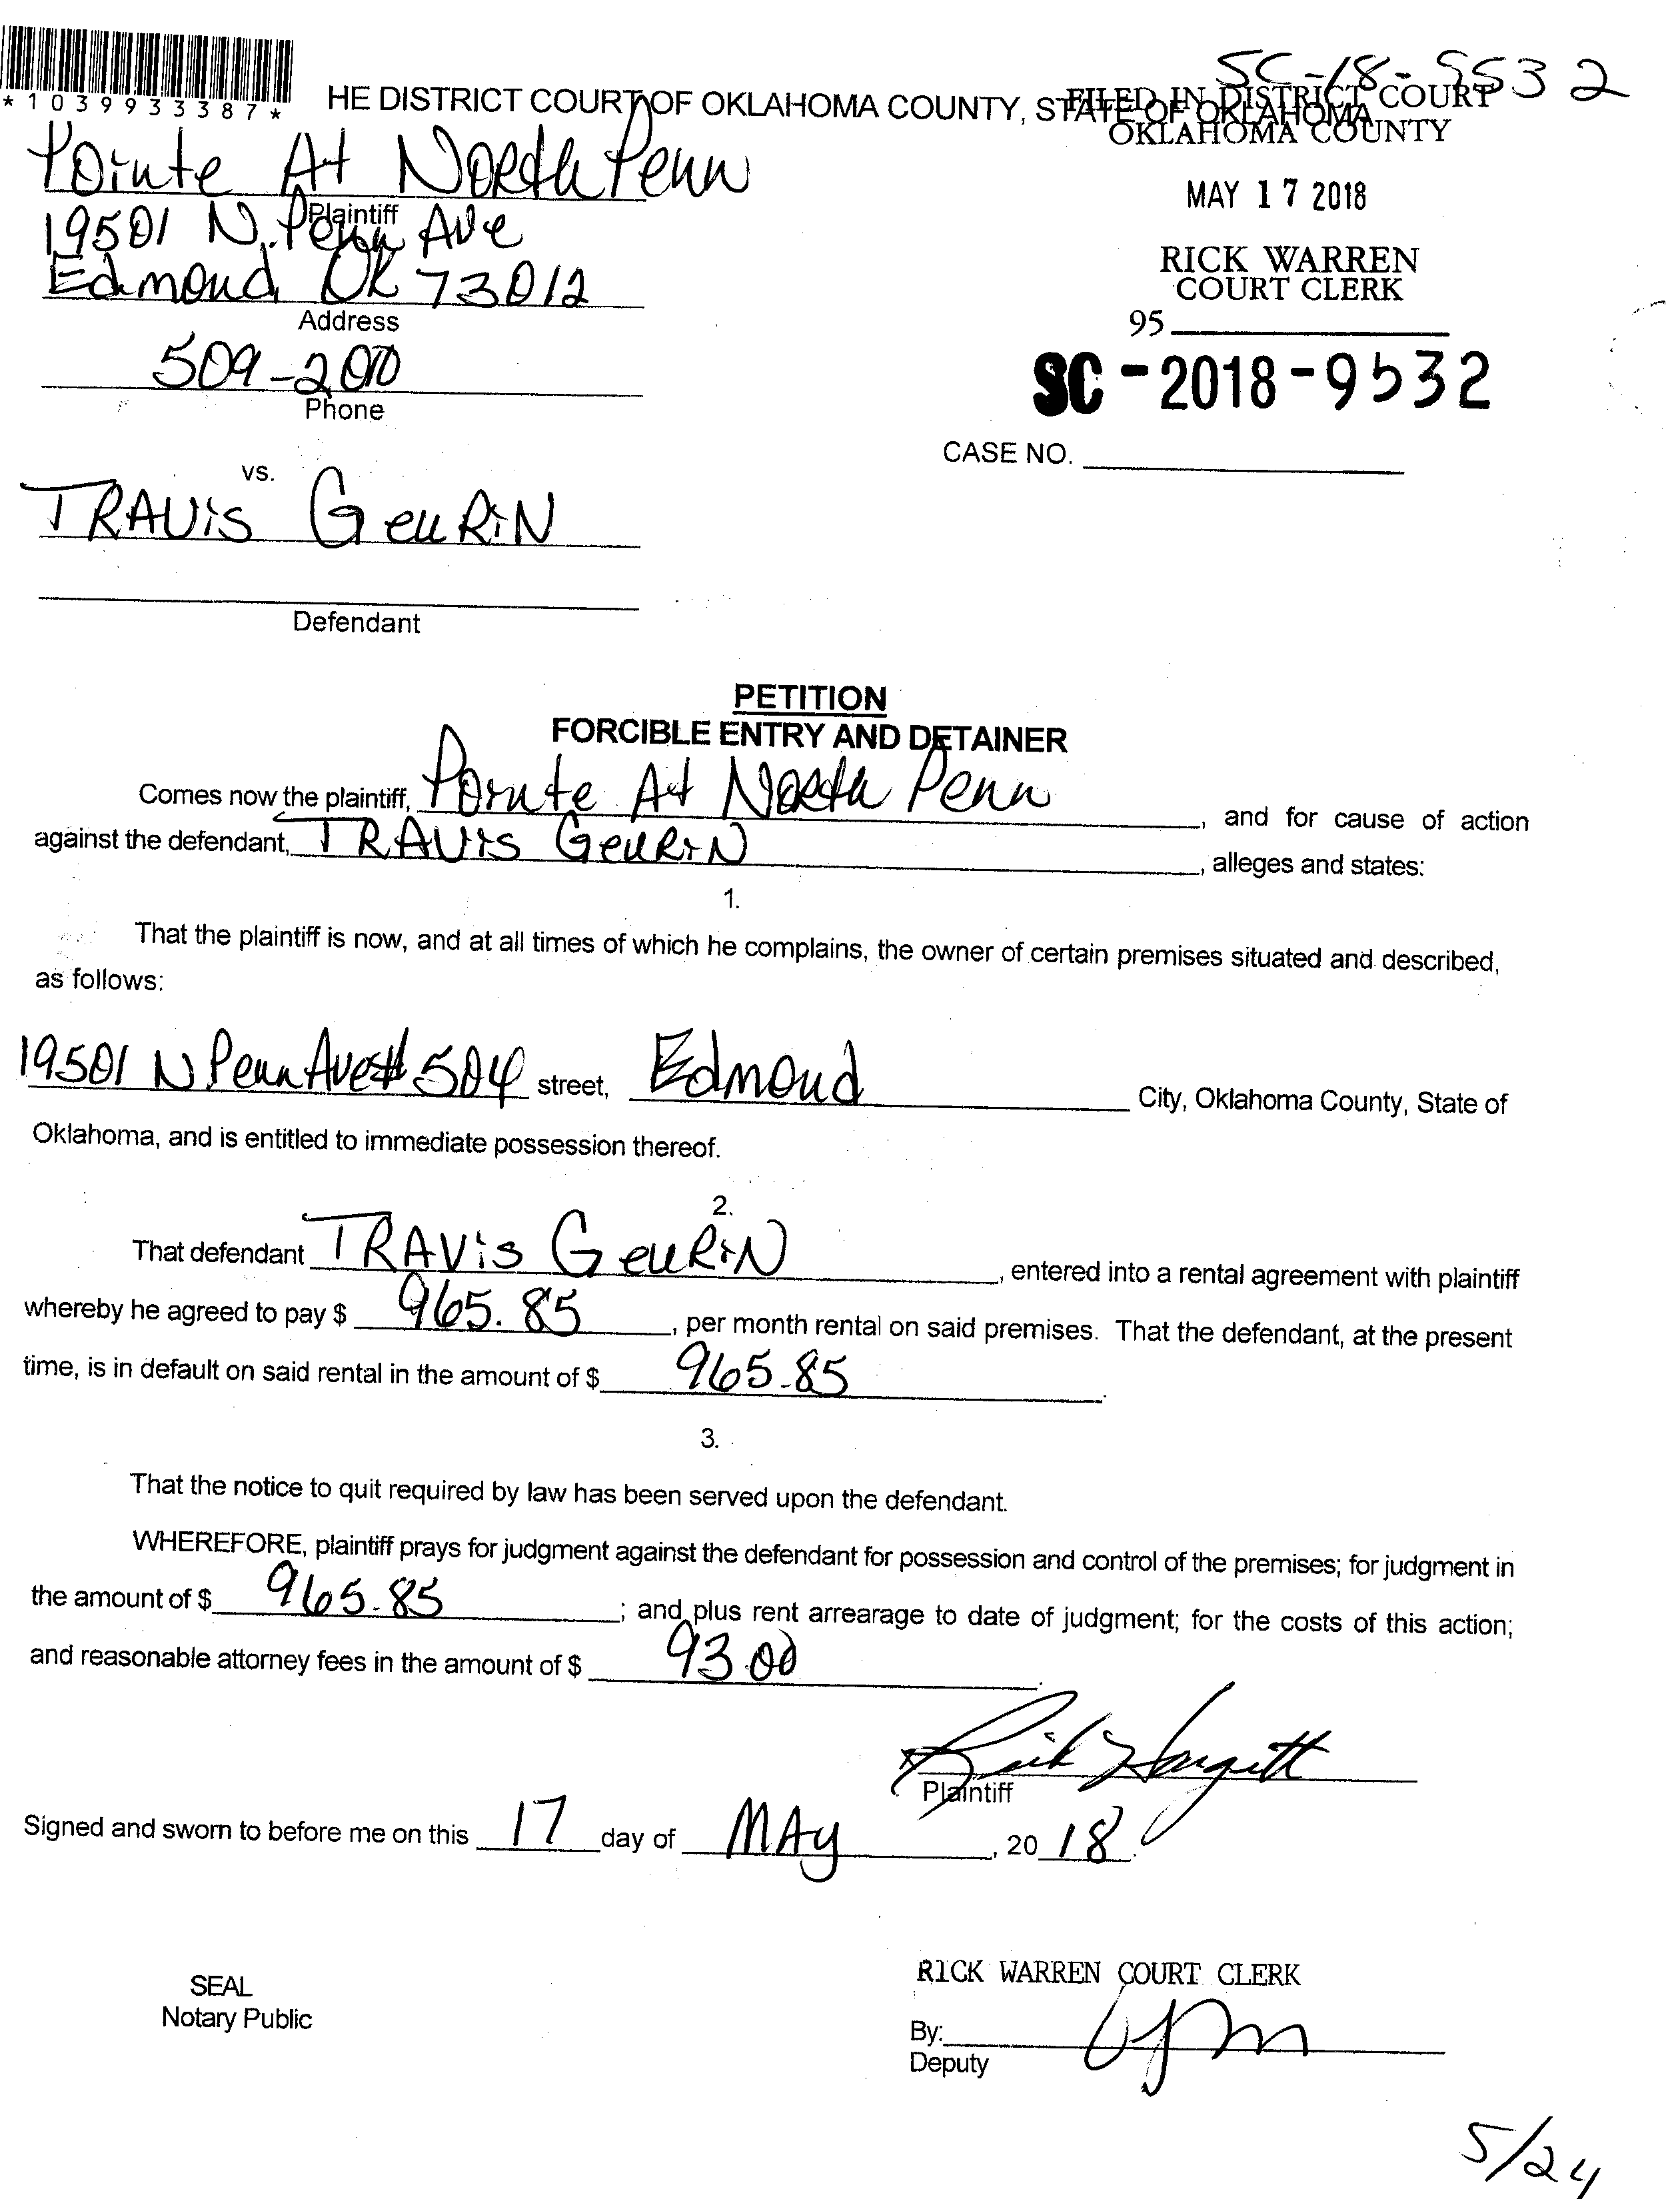 SC-18-9532
*1039933387*
HE DISTRICT COURT OF OKLAHOMA COUNTY, STATE OF OKLAHOMA
FILED IN DISTRICT COURT
OKLAHOMA COUNTY
Pointe At North Penn
Plaintiff
MAY 17 2018
19501 N. Penn Ave
Edmond, OK 73012
Address
RICK WARREN
COURT CLERK
95
509-2000
Phone
SC-2018-9532
CASE NO.
vs.
TRAVIS GeuRiN
Defendant
PETITION
FORCIBLE ENTRY AND DETAINER
Comes now the plaintiff, Pointe At North Penn, and for cause of action
against the defendant, TRAVIS GeuRiN, alleges and states:
1.
That the plaintiff is now, and at all times of which he complains, the owner of certain premises situated and described,
as follows:
19501 N Penn Ave # 504 street, Edmond City, Oklahoma County, State of
Oklahoma, and is entitled to immediate possession thereof.
2.
That defendant TRAVIS GeuRiN, entered into a rental agreement with plaintiff
whereby he agreed to pay $ 965.85, per month rental on said premises. That the defendant, at the present
time, is in default on said rental in the amount of $ 965.85.
3.
That the notice to quit required by law has been served upon the defendant.
WHEREFORE, plaintiff prays for judgment against the defendant for possession and control of the premises; for judgment in
the amount of $ 965.85; and plus rent arrearage to date of judgment; for the costs of this action;
and reasonable attorney fees in the amount of $ 93.00.
x Rick Hargett
Plaintiff
Signed and sworn to before me on this 17 day of MAy, 20 18.
SEAL
Notary Public
RICK WARREN COURT CLERK
By:
Deputy
5/24